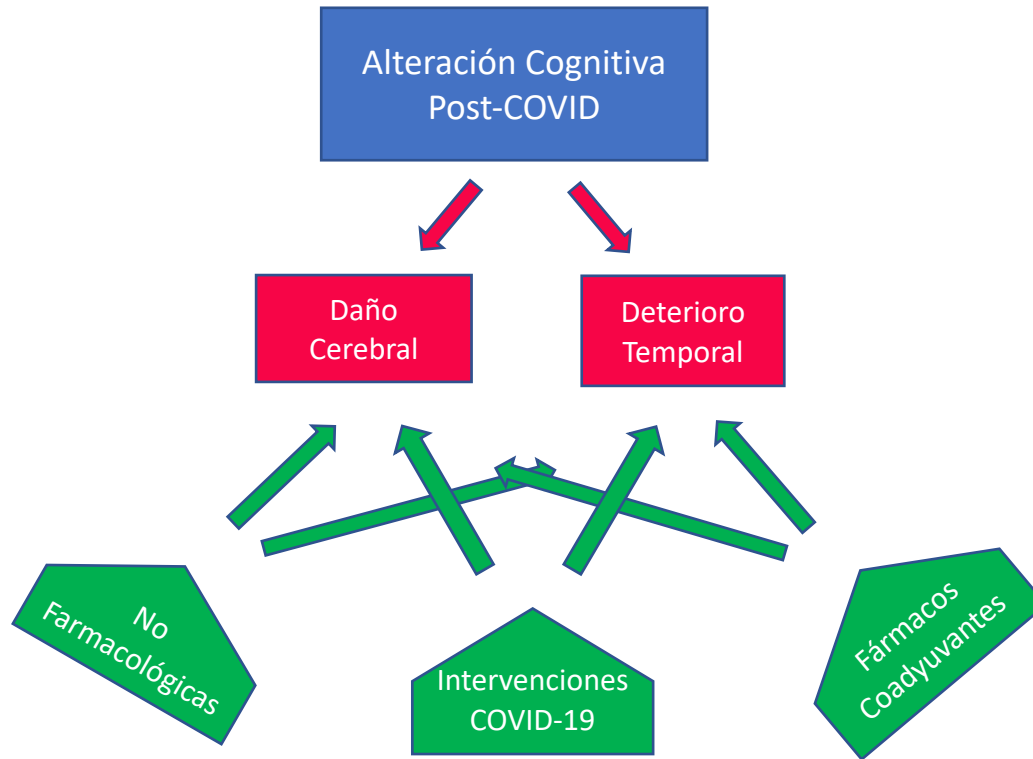 Alteración Cognitiva
Post-COVID
Daño
Cerebral
Deterioro
Temporal
No
Farmacológicas
Intervenciones
COVID-19
Fármacos
Coadyuvantes